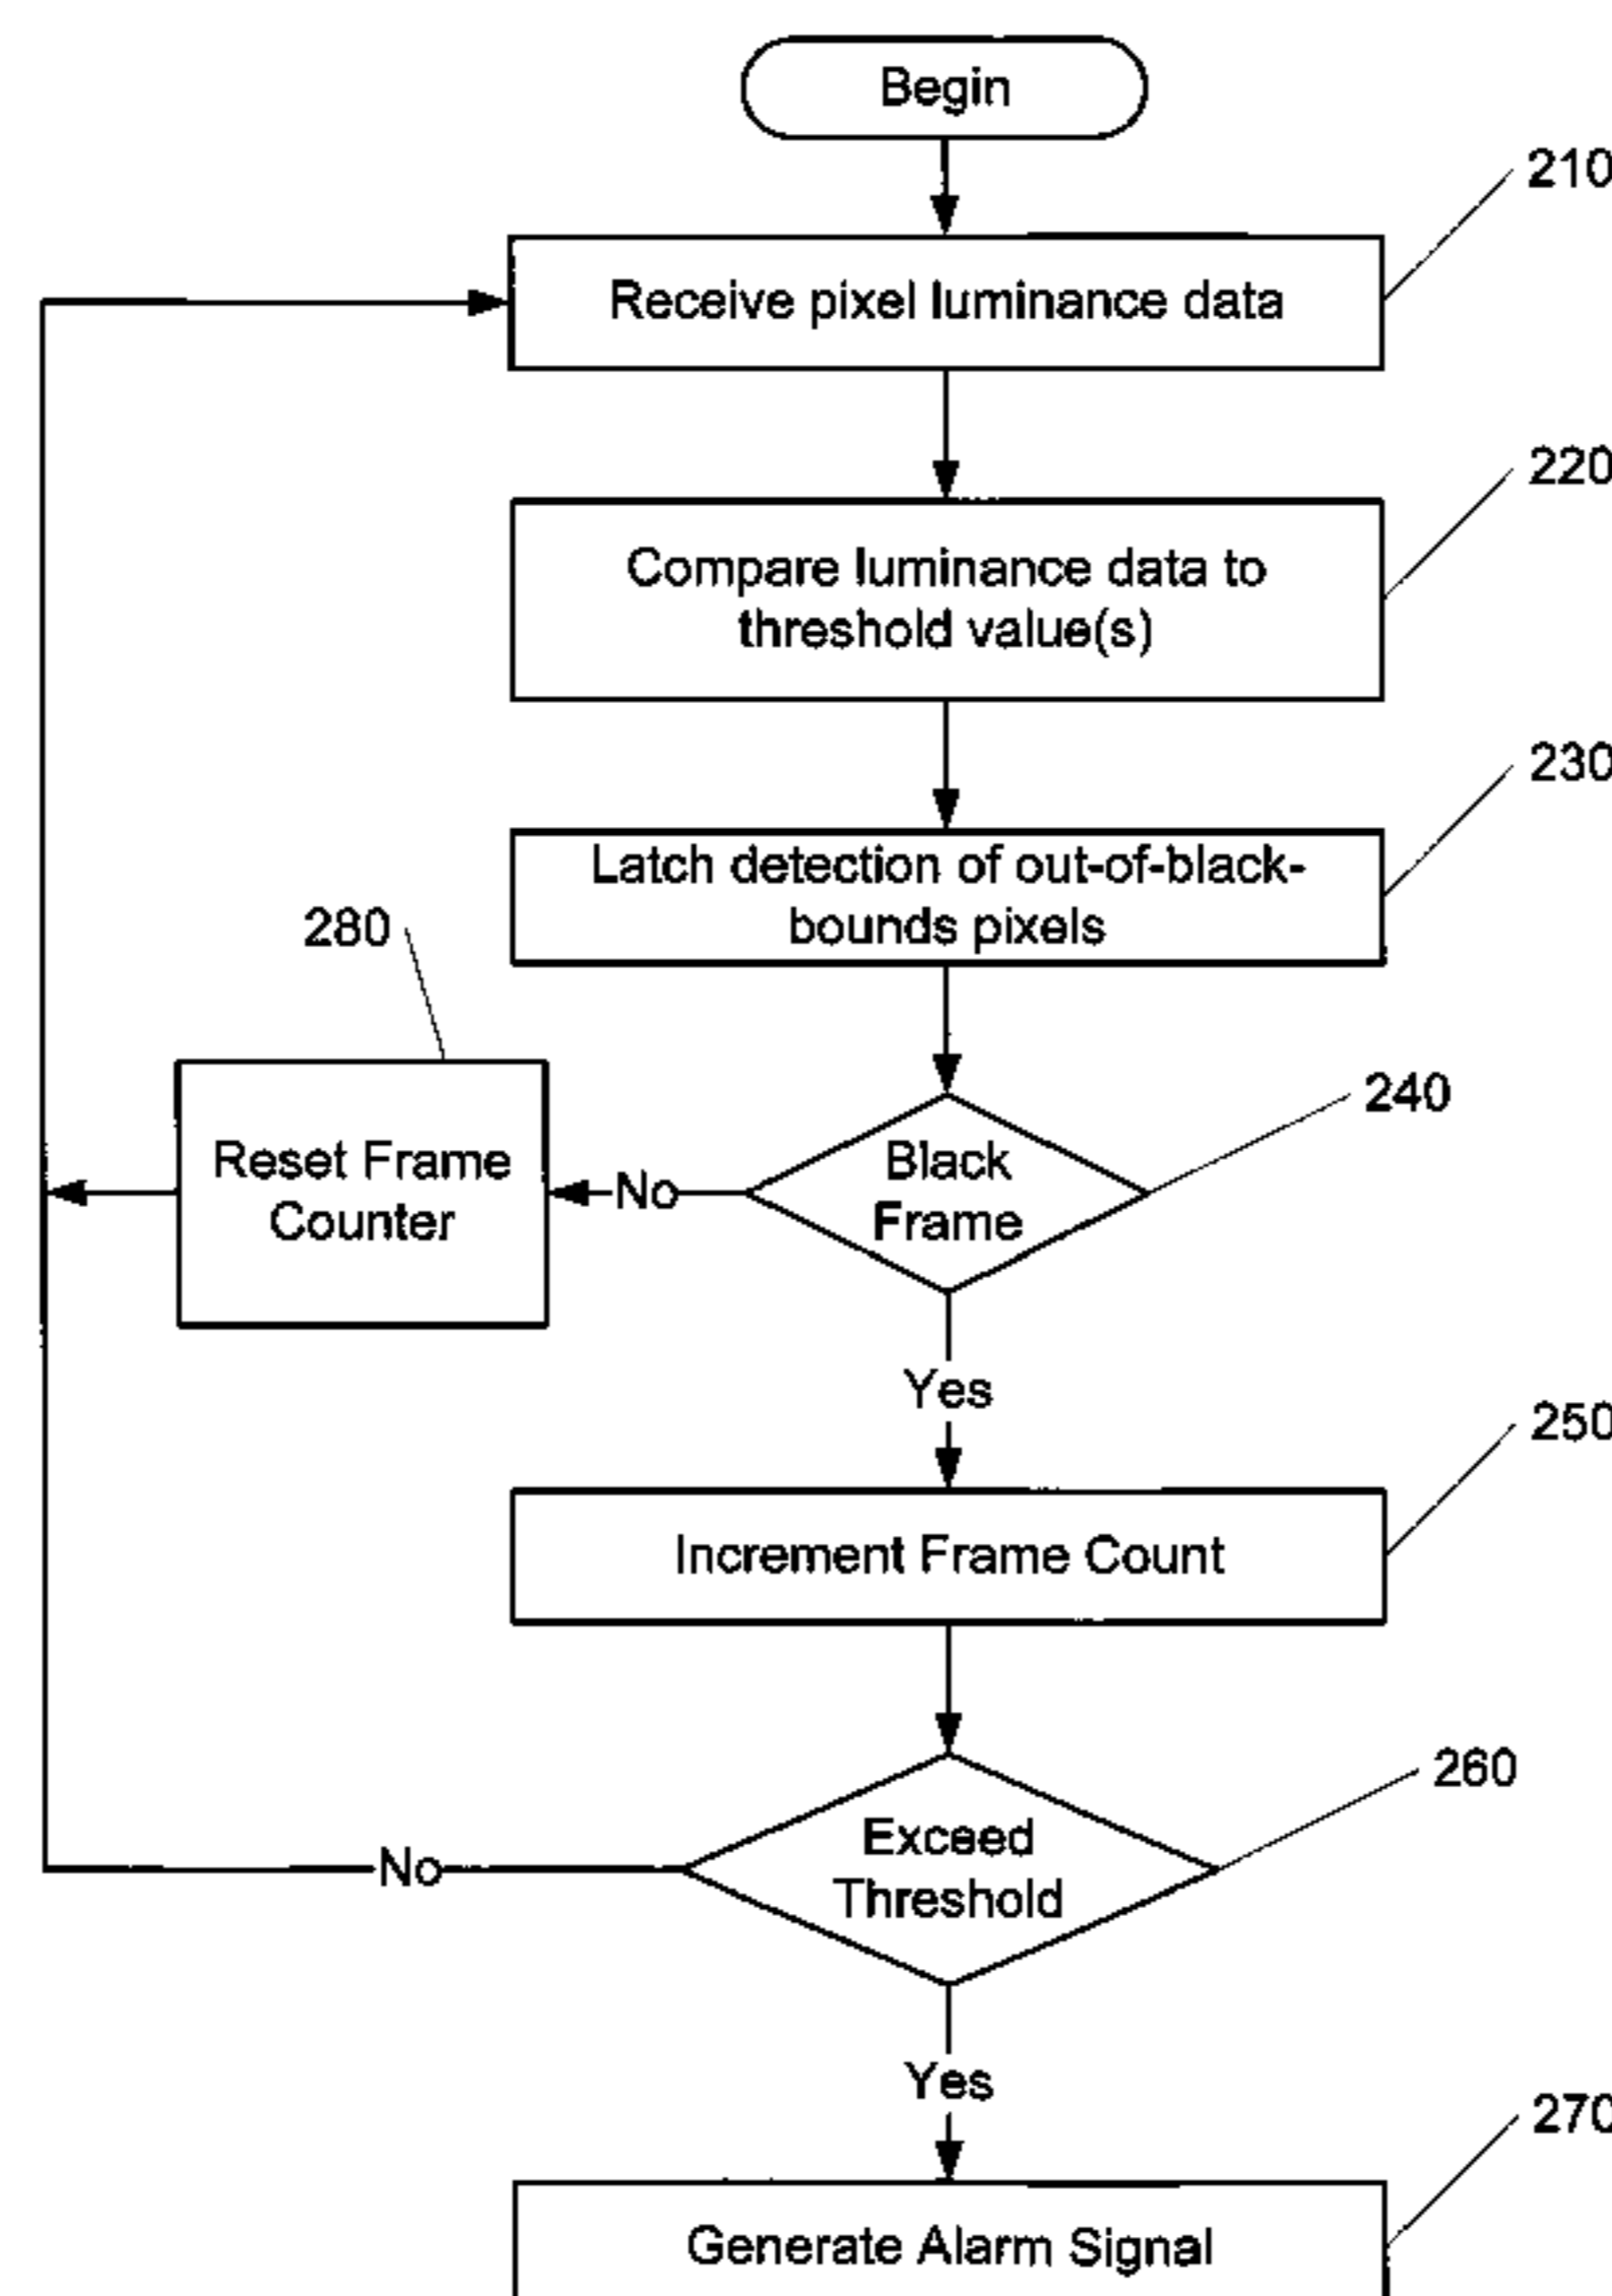 Begin
210
Receive pixel luminance data
220
Compare luminance data to
threshold value(s)
230
Latch detection of out-of-black-
bounds pixels
280
240
Reset Frame
Counter
No
Black
Frame
Yes
250
Increment Frame Count
260
Exceed
Threshold
No
Yes
270
Generate Alarm Signal